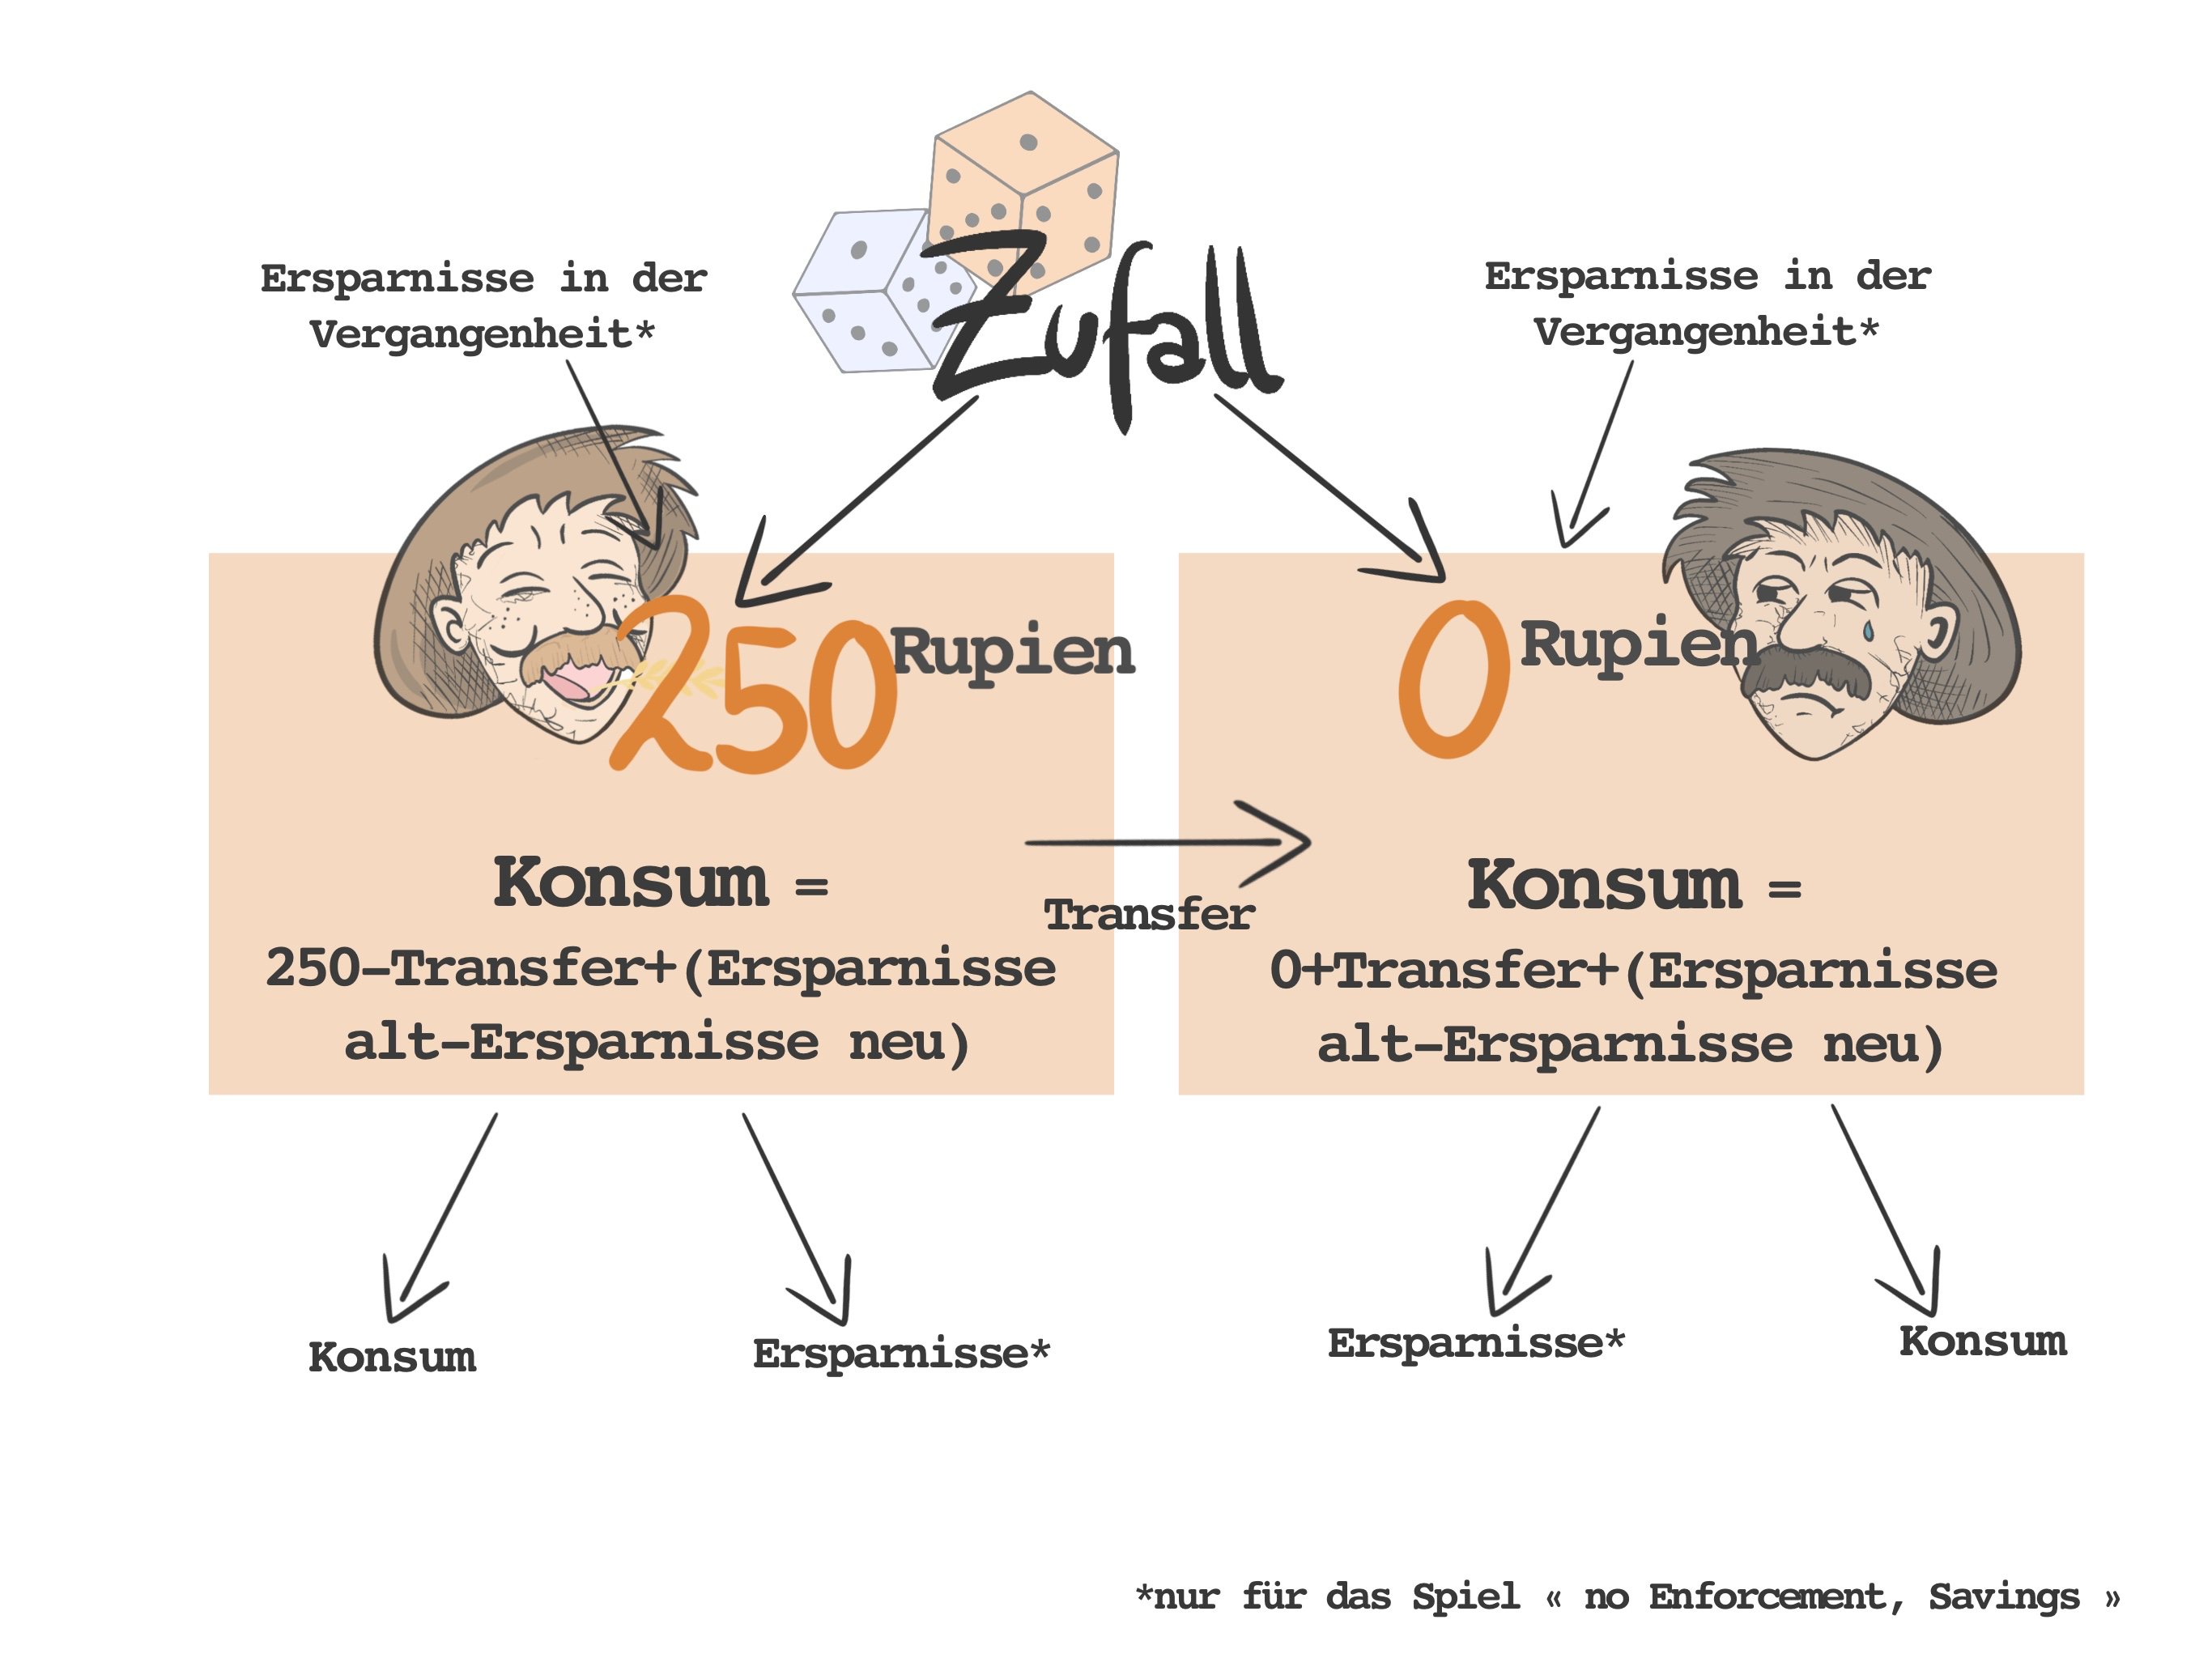 Zufall
Ersparnisse in der
Vergangenheit*
Ersparnisse in der
Vergangenheit*
250 Rupien
0 Rupien
Konsum =
250-Transfer+(Ersparnisse
alt-Ersparnisse neu)
Transfer
Konsum =
0+Transfer+(Ersparnisse
alt-Ersparnisse neu)
Konsum
Ersparnisse*
Ersparnisse*
Konsum
*nur für das Spiel « no Enforcement, Savings »